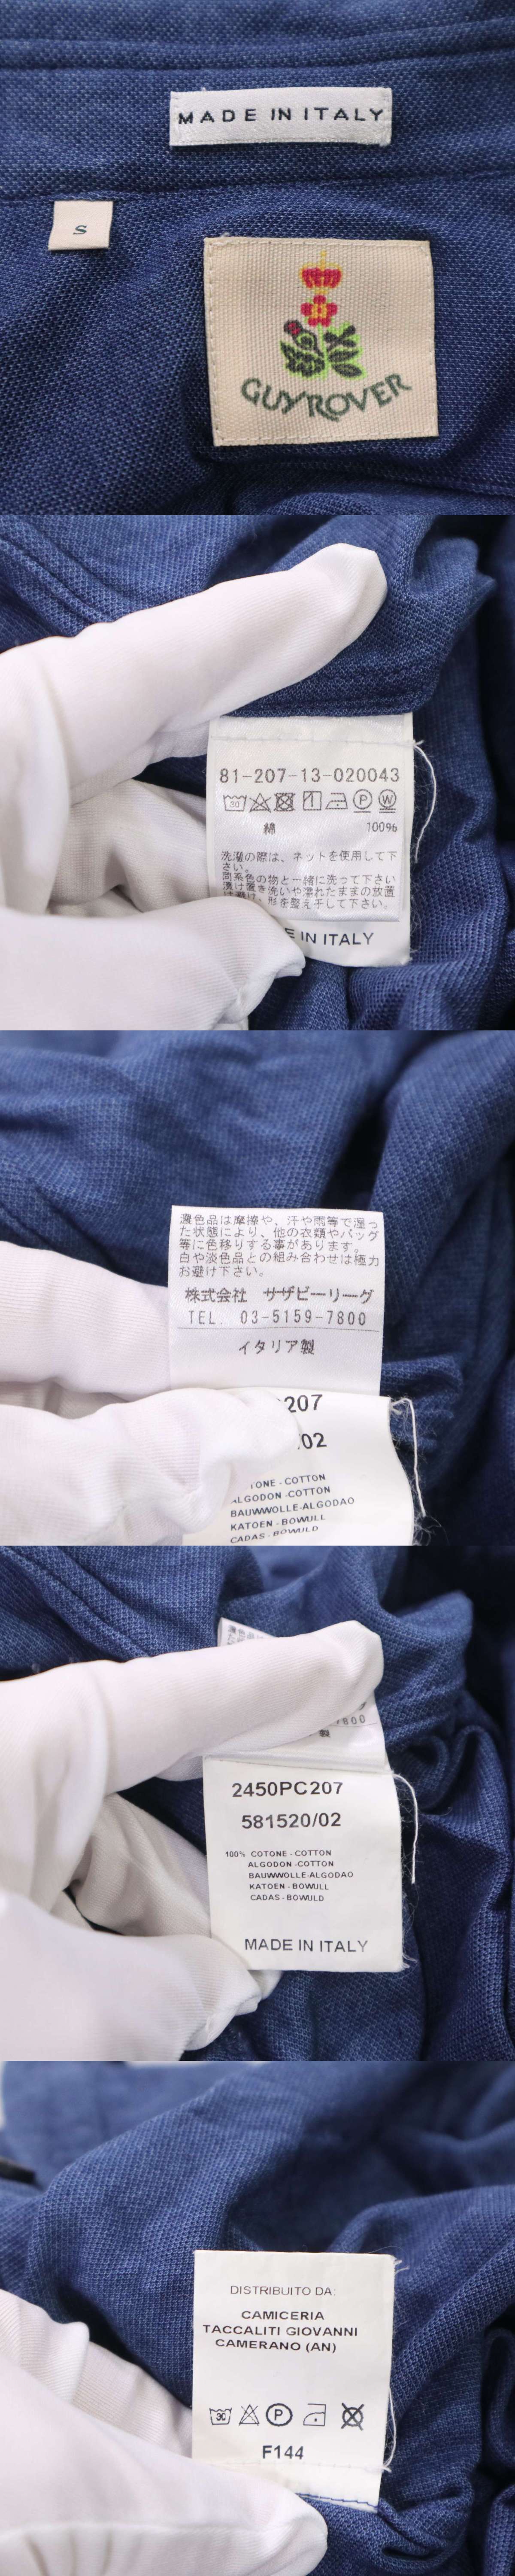 MADE IN ITALY
S
GUYROVER
81-207-13-020043
30
P W
綿 100%
洗濯の際は、ネットを使用して下
さい。
同系色の物と一緒に洗って下さい
漬け置き洗いや濡れたままの放置
は避け、形を整え干して下さい。
E IN ITALY
濃色品は摩擦や、汗や雨等で湿っ
た状態により、他の衣類やバッグ
等に色移りする事があります。
白や淡色品との組み合わせは極力
お避け下さい。
株式会社 サザビーリーグ
TEL. 03-5159-7800
イタリア製
207
/02
TONE - COTTON
ALGODON -COTTON
BAUWWOLLE-ALGODAO
KATOEN - BOWULL
CADAS - BOWULD
7800
製
2450PC207
581520/02
100% COTONE - COTTON
ALGODON -COTTON
BAUWWOLLE-ALGODAO
KATOEN - BOWULL
CADAS - BOWULD
MADE IN ITALY
DISTRIBUITO DA:
CAMICERIA
TACCALITI GIOVANNI
CAMERANO (AN)
30 P
F144